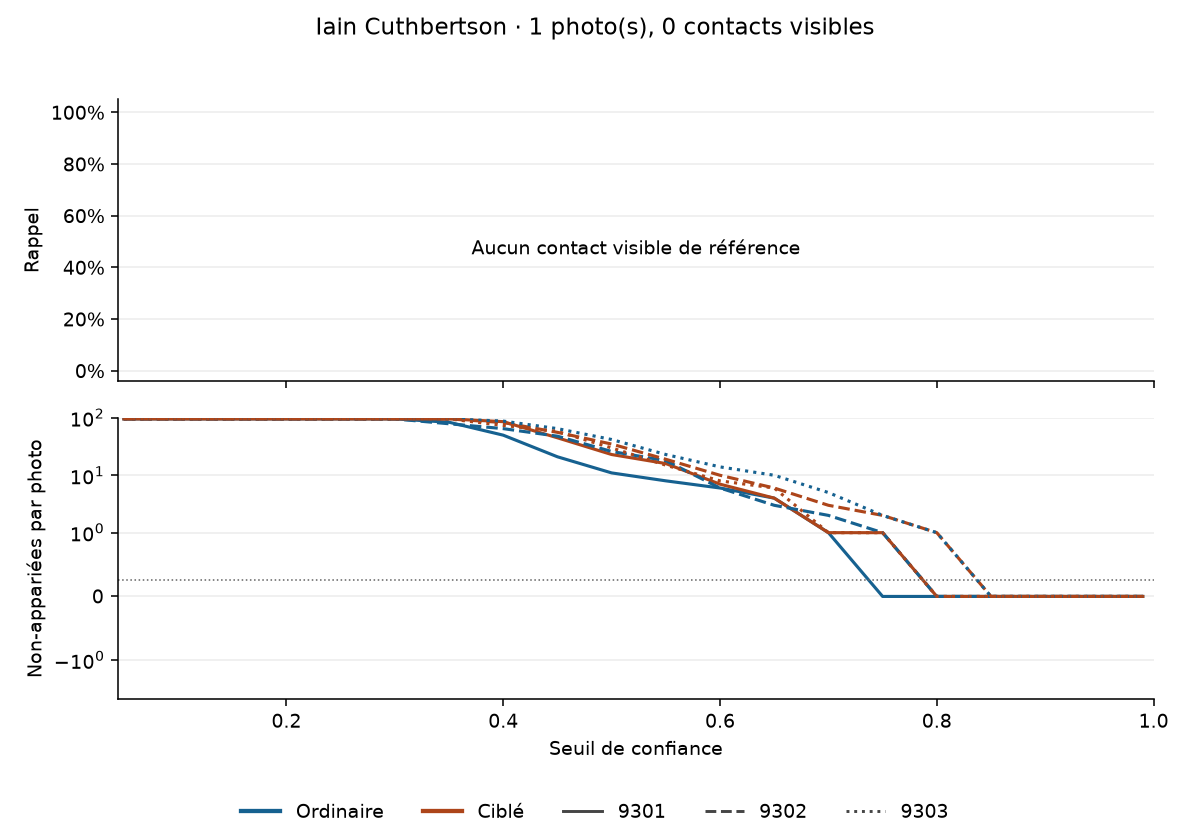 Iain Cuthbertson · 1 photo(s), 0 contacts visibles
Rappel
100%
80%
60%
40%
20%
0%
Aucun contact visible de référence
Non-appariées par photo
10²
10¹
10⁰
0
−10⁰
0.2 0.4 0.6 0.8 1.0
Seuil de confiance
Ordinaire Ciblé 9301 9302 9303